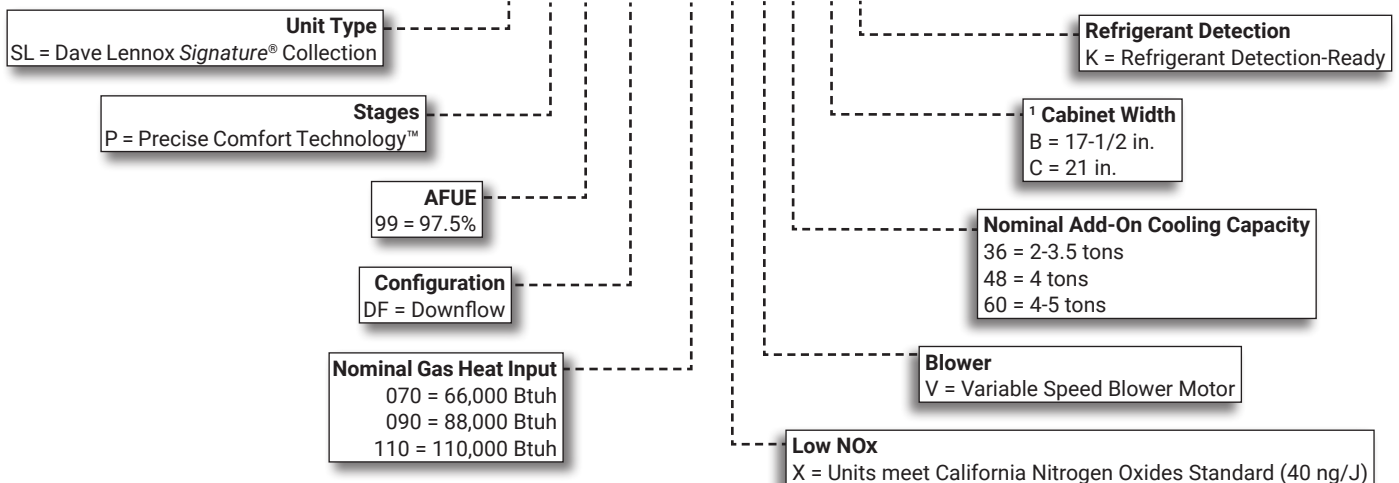 Unit Type
SL = Dave Lennox Signature® Collection
Stages
P = Precise Comfort Technology™
AFUE
99 = 97.5%
Configuration
DF = Downflow
Nominal Gas Heat Input
070 = 66,000 Btuh
090 = 88,000 Btuh
110 = 110,000 Btuh
Refrigerant Detection
K = Refrigerant Detection-Ready
¹ Cabinet Width
B = 17-1/2 in.
C = 21 in.
Nominal Add-On Cooling Capacity
36 = 2-3.5 tons
48 = 4 tons
60 = 4-5 tons
Blower
V = Variable Speed Blower Motor
Low NOx
X = Units meet California Nitrogen Oxides Standard (40 ng/J)